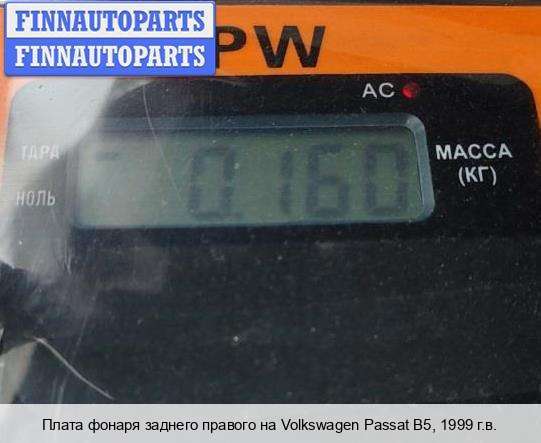 FINNAUTOPARTS
FINNAUTOPARTS
PW
AC
ТАРА
0.160
МАССА
(КГ)
НОЛЬ
Плата фонаря заднего правого на Volkswagen Passat B5, 1999 г.в.